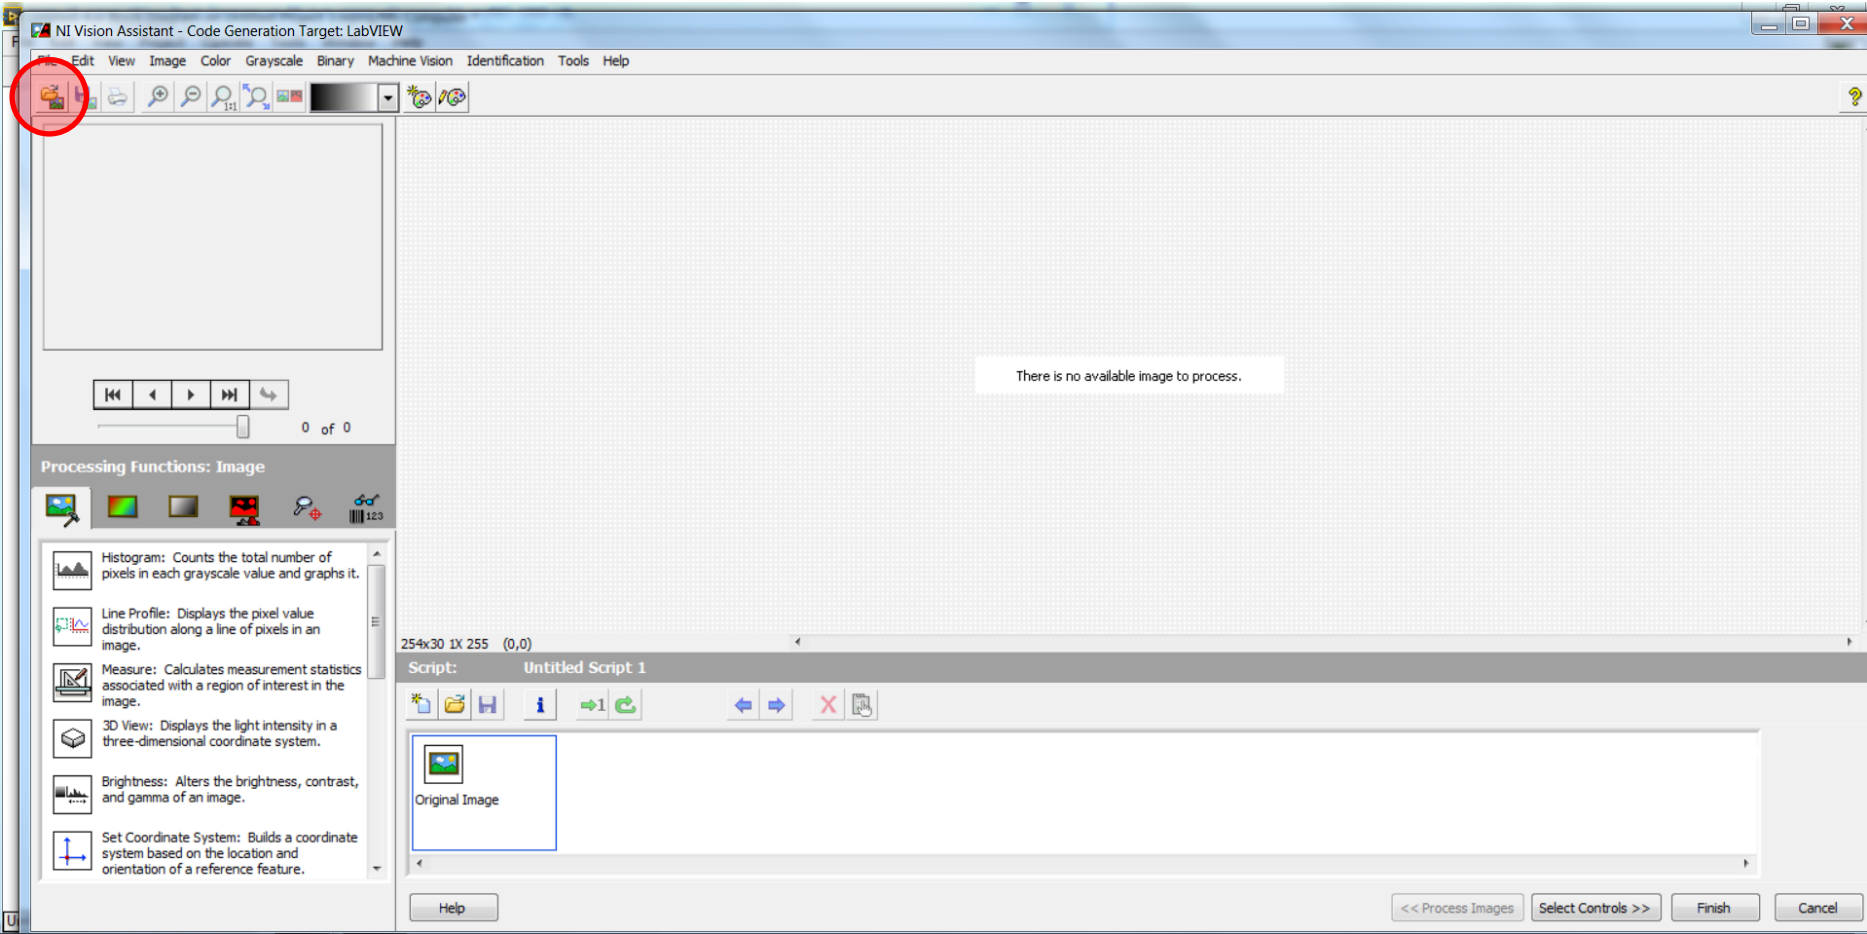 NI Vision Assistant - Code Generation Target: LabVIEW
File Edit View Image Color Grayscale Binary Machine Vision Identification Tools Help
1:1
There is no available image to process.
0 of 0
Processing Functions: Image
123
Histogram: Counts the total number of
pixels in each grayscale value and graphs it.
Line Profile: Displays the pixel value
distribution along a line of pixels in an
image.
Measure: Calculates measurement statistics
associated with a region of interest in the
image.
3D View: Displays the light intensity in a
three-dimensional coordinate system.
Brightness: Alters the brightness, contrast,
and gamma of an image.
Set Coordinate System: Builds a coordinate
system based on the location and
orientation of a reference feature.
254x30 1X 255 (0,0)
Script: Untitled Script 1
1
Original Image
Help
<< Process Images Select Controls >> Finish Cancel